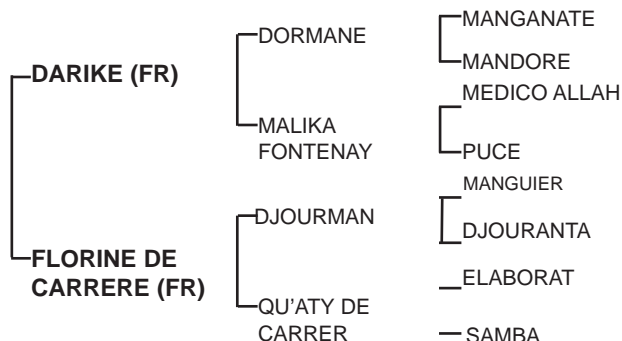 MANGANATE
DORMANE
MANDORE
DARIKE (FR)
MEDICO ALLAH
MALIKA
FONTENAY
PUCE
MANGUIER
DJOURMAN
DJOURANTA
FLORINE DE
CARRERE (FR)
ELABORAT
QU'ATY DE
CARRER
SAMBA